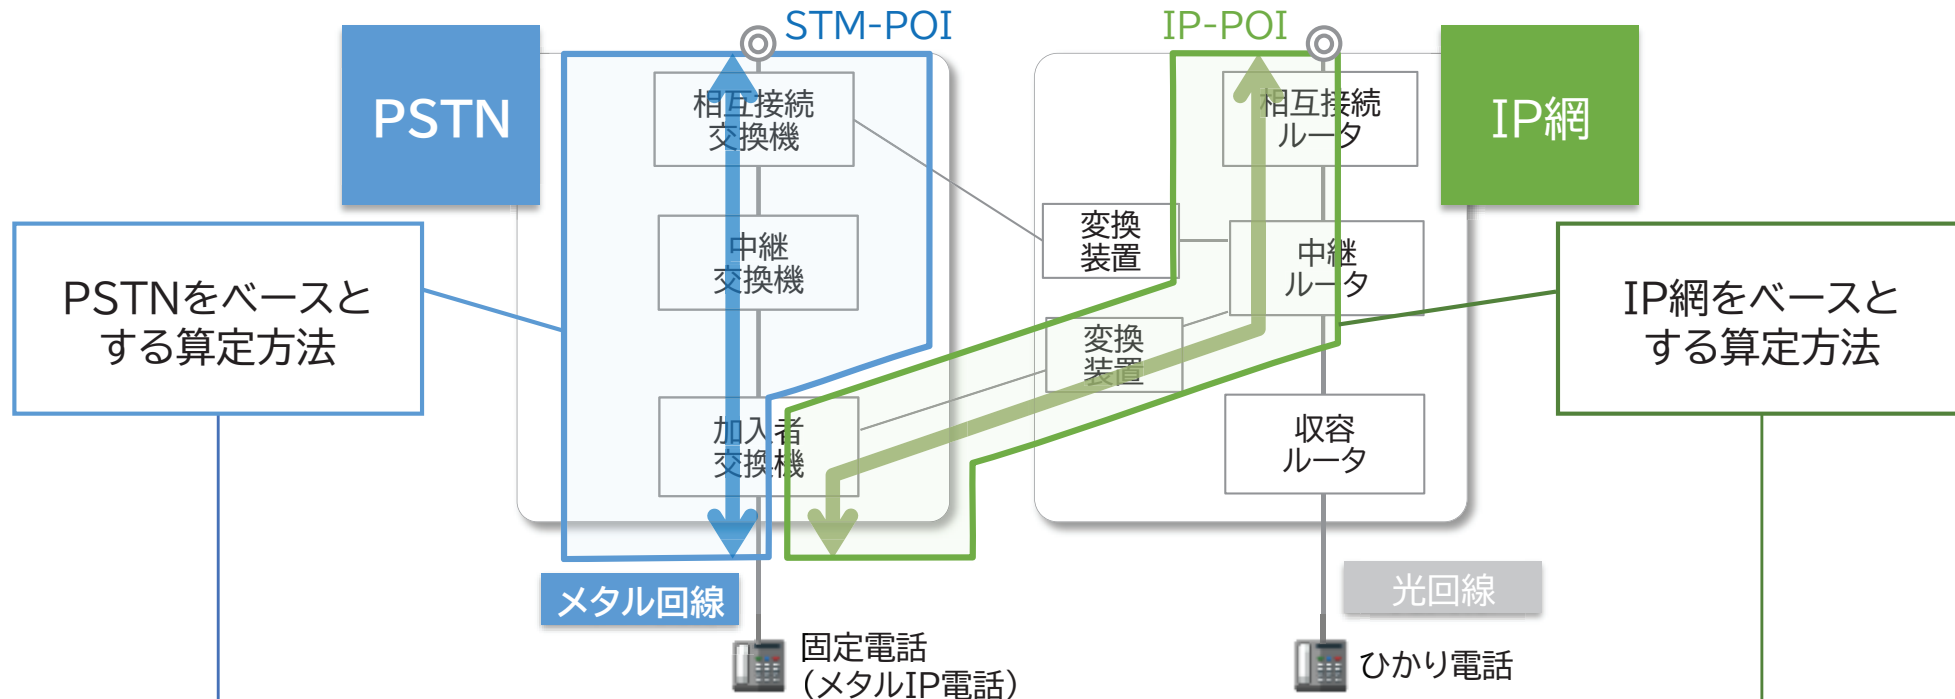 STM-POI
IP-POI
PSTN
相互接続
交換機
相互接続
ルータ
IP網
変換
装置
中継
交換機
中継
ルータ
PSTNをベースと
する算定方法
IP網をベースと
する算定方法
変換
装置
加入者
交換機
収容
ルータ
メタル回線
光回線
固定電話
（メタルIP電話）
ひかり電話